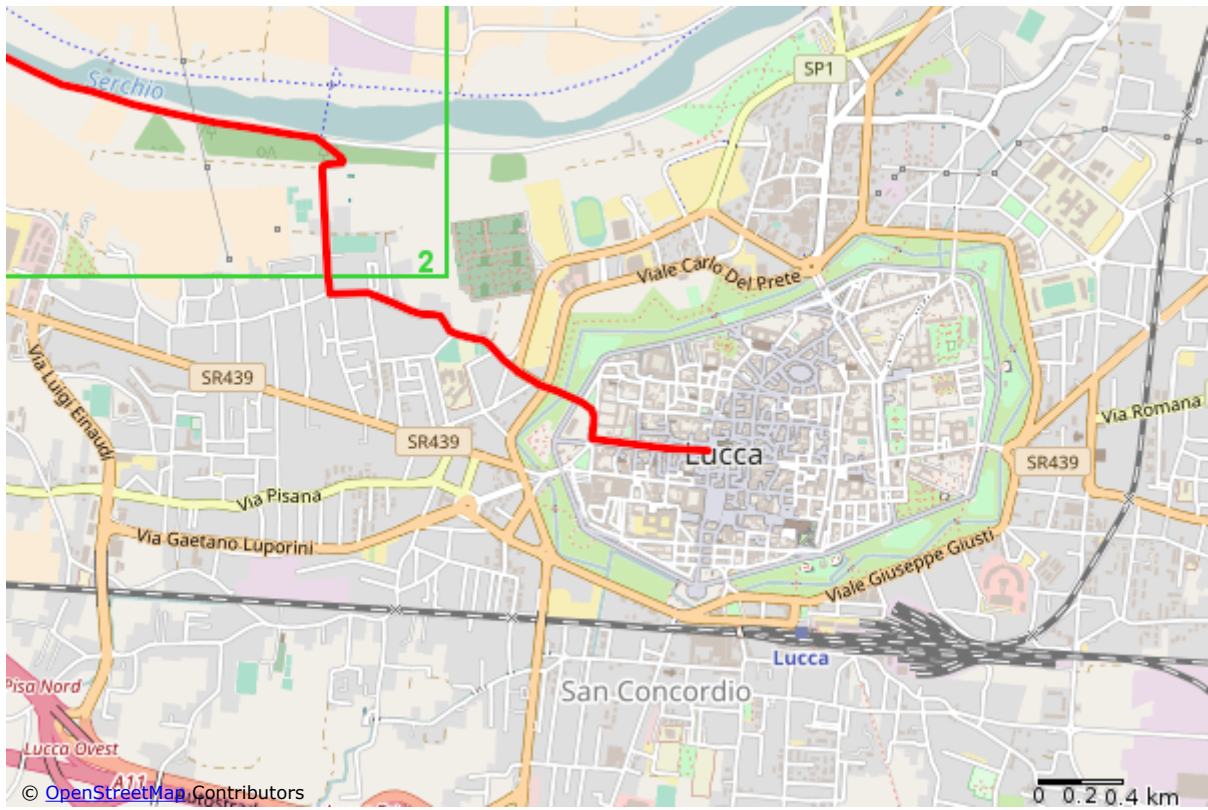 SP1
Serchio
2
Viale Carlo Del Prete
SR439
Via Luigi Einaudi
SR439
Via Romana
Lucca
SR439
Via Pisana
Via Gaetano Luporini
Viale Giuseppe Giusti
Lucca
Pisa Nord
San Concordio
Lucca Ovest
A11
© OpenStreetMap Contributors
0 0.2 0.4 km